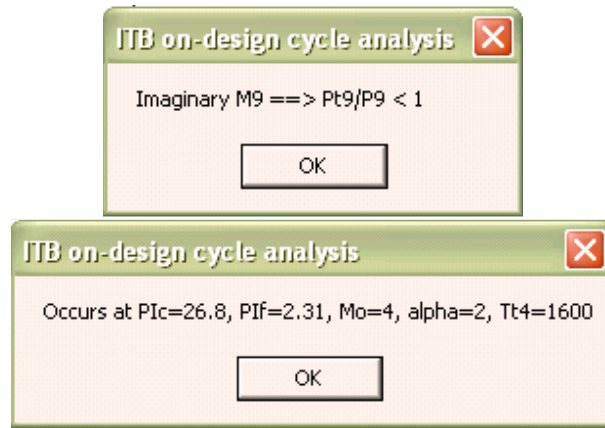 ITB on-design cycle analysis
Imaginary M9 ==> Pt9/P9 < 1
OK
ITB on-design cycle analysis
Occurs at PIc=26.8, PIf=2.31, Mo=4, alpha=2, Tt4=1600
OK